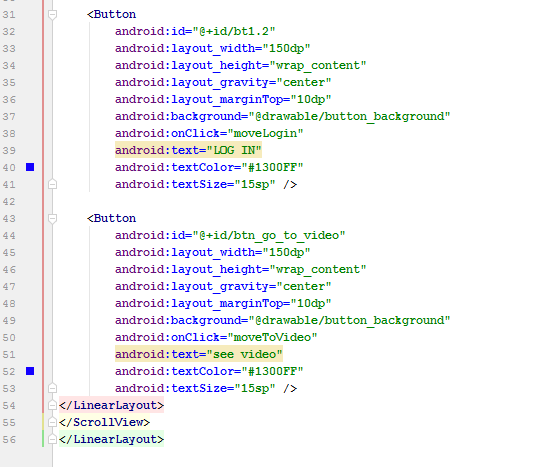 31 <Button
32 android:id="@+id/bt1.2"
33 android:layout_width="150dp"
34 android:layout_height="wrap_content"
35 android:layout_gravity="center"
36 android:layout_marginTop="10dp"
37 android:background="@drawable/button_background"
38 android:onClick="moveLogin"
39 android:text="LOG IN"
40 android:textColor="#1300FF"
41 android:textSize="15sp" />
42
43 <Button
44 android:id="@+id/btn_go_to_video"
45 android:layout_width="150dp"
46 android:layout_height="wrap_content"
47 android:layout_gravity="center"
48 android:layout_marginTop="10dp"
49 android:background="@drawable/button_background"
50 android:onClick="moveToVideo"
51 android:text="see video"
52 android:textColor="#1300FF"
53 android:textSize="15sp" />
54 </LinearLayout>
55 </ScrollView>
56 </LinearLayout>